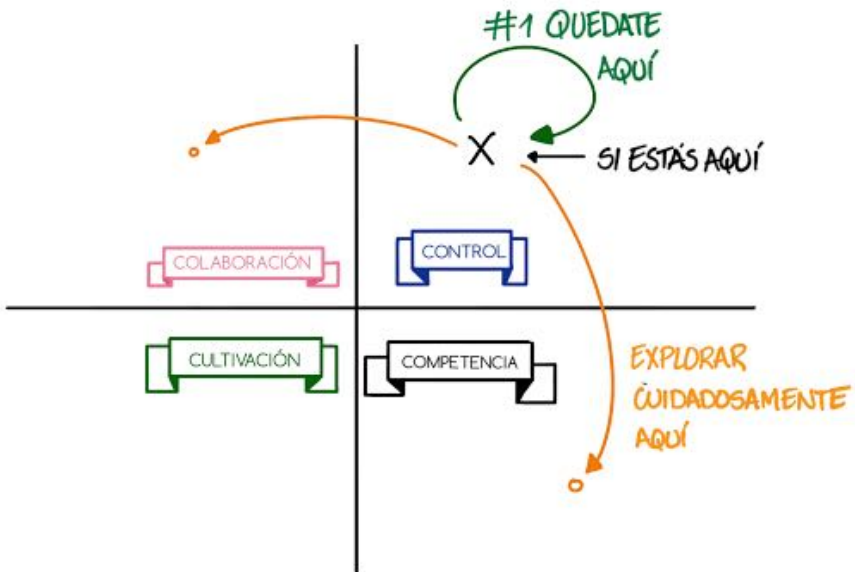 #1 QUEDATE
AQUÍ
SI ESTÁS AQUÍ
COLABORACIÓN
CONTROL
CULTIVACIÓN
COMPETENCIA
EXPLORAR
CUIDADOSAMENTE
AQUÍ